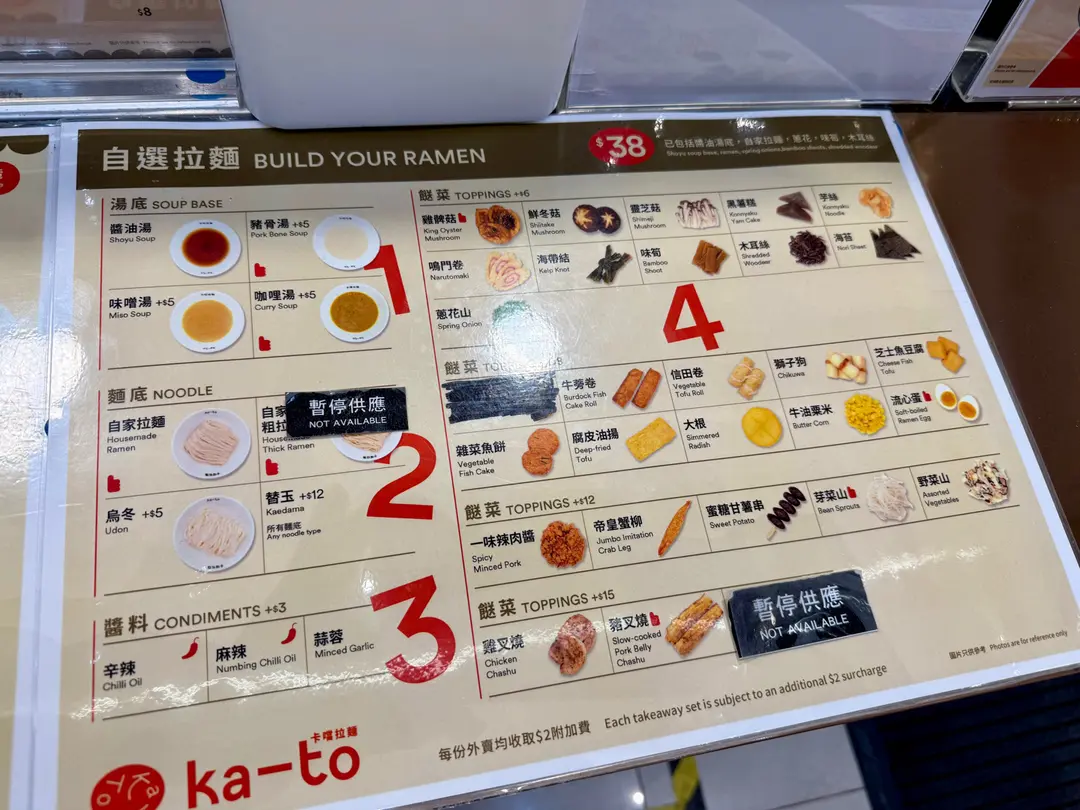 $8
自選拉麵 BUILD YOUR RAMEN
$38
已包括醬油湯底，自家拉麵，蔥花，味筍，木耳絲
Shoyu soup base, ramen, spring onions, bamboo shoots, shredded woodear
湯底 SOUP BASE
醬油湯
Shoyu Soup
豬骨湯 +$5
Pork Bone Soup
味噌湯 +$5
Miso Soup
咖哩湯 +$5
Curry Soup
1
麵底 NOODLE
自家拉麵
Housemade
Ramen
自家
粗拉
Thick Ramen
暫停供應
NOT AVAILABLE
烏冬 +$5
Udon
替玉 +$12
Kaedama
所有麵底
Any noodle type
2
醬料 CONDIMENTS +$3
辛辣
Chilli Oil
麻辣
Numbing Chilli Oil
蒜蓉
Minced Garlic
3
餸菜 TOPPINGS +$6
雞髀菇
King Oyster
Mushroom
鮮冬菇
Shiitake
Mushroom
靈芝菇
Shimeji
Mushroom
黑薯糕
Konnyaku
Yam Cake
芋絲
Konnyaku
Noodle
鳴門卷
Narutomaki
海帶結
Kelp Knot
味筍
Bamboo
Shoot
木耳絲
Shredded
Woodear
海苔
Nori Sheet
蔥花山
Spring Onion
4
餸菜
牛蒡卷
Burdock Fish
Cake Roll
信田卷
Vegetable
Tofu Roll
獅子狗
Chikuwa
芝士魚豆腐
Cheese Fish
Tofu
雜菜魚餅
Vegetable
Fish Cake
腐皮油揚
Deep-fried
Tofu
大根
Simmered
Radish
牛油粟米
Butter Corn
流心蛋
Soft-boiled
Ramen Egg
餸菜 TOPPINGS +$12
一味辣肉醬
Spicy
Minced Pork
帝皇蟹柳
Jumbo Imitation
Crab Leg
蜜糖甘薯串
Sweet Potato
芽菜山
Bean Sprouts
野菜山
Assorted
Vegetables
餸菜 TOPPINGS +$15
雞叉燒
Chicken
Chashu
豬叉燒
Slow-cooked
Pork Belly
Chashu
暫停供應
NOT AVAILABLE
圖片只供參考 Photos are for reference only
每份外賣均收取$2附加費 Each takeaway set is subject to an additional $2 surcharge
卡嚐拉麵
ka-to